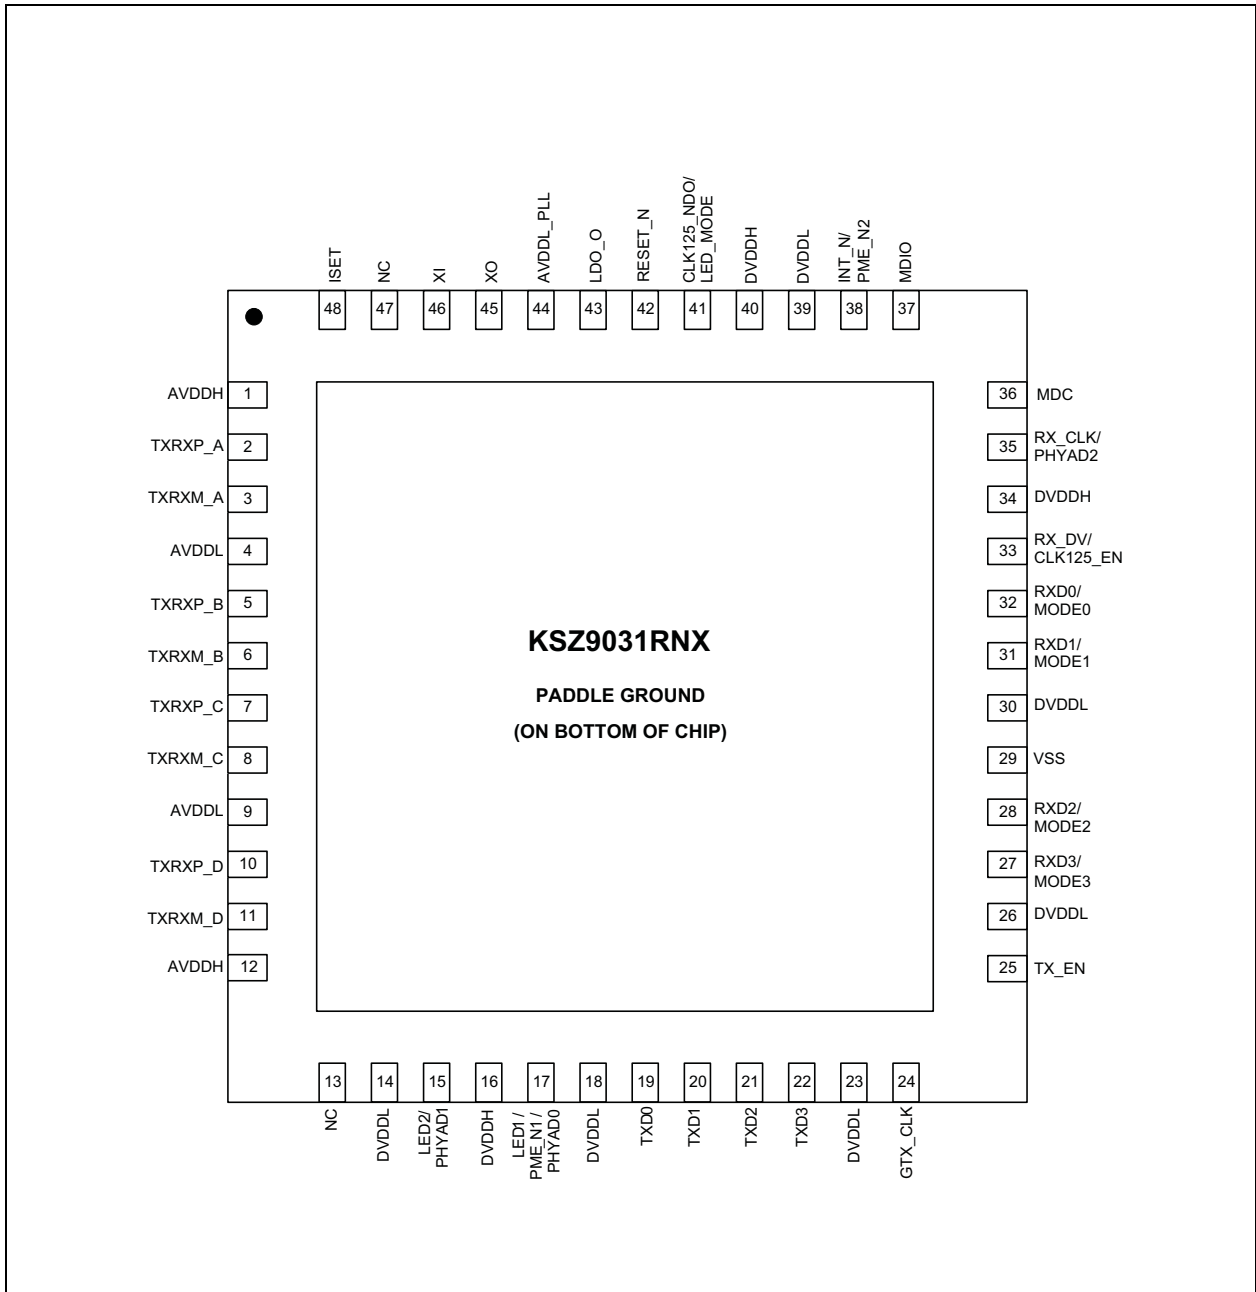 ISET
NC
XI
XO
AVDDL_PLL
LDO_O
RESET_N
CLK125_NDO/
LED_MODE
DVDDH
DVDDL
INT_N/
PME_N2
MDIO
48
47
46
45
44
43
42
41
40
39
38
37
AVDDH 1
TXRXP_A 2
TXRXM_A 3
AVDDL 4
TXRXP_B 5
TXRXM_B 6
TXRXP_C 7
TXRXM_C 8
AVDDL 9
TXRXP_D 10
TXRXM_D 11
AVDDH 12
KSZ9031RNX
PADDLE GROUND
(ON BOTTOM OF CHIP)
36 MDC
35 RX_CLK/
PHYAD2
34 DVDDH
33 RX_DV/
CLK125_EN
32 RXD0/
MODE0
31 RXD1/
MODE1
30 DVDDL
29 VSS
28 RXD2/
MODE2
27 RXD3/
MODE3
26 DVDDL
25 TX_EN
13
14
15
16
17
18
19
20
21
22
23
24
NC
DVDDL
LED2/
PHYAD1
DVDDH
LED1 /
PME_N1 /
PHYAD0
DVDDL
TXD0
TXD1
TXD2
TXD3
DVDDL
GTX_CLK